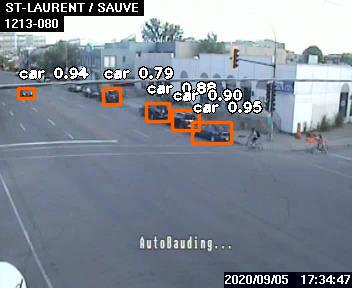 ST-LAURENT / SAUVE
1213-080
car 0.94
car 0.79
car 0.88
car 0.90
car 0.95
AutoBauding...
2020/09/05 17:34:47